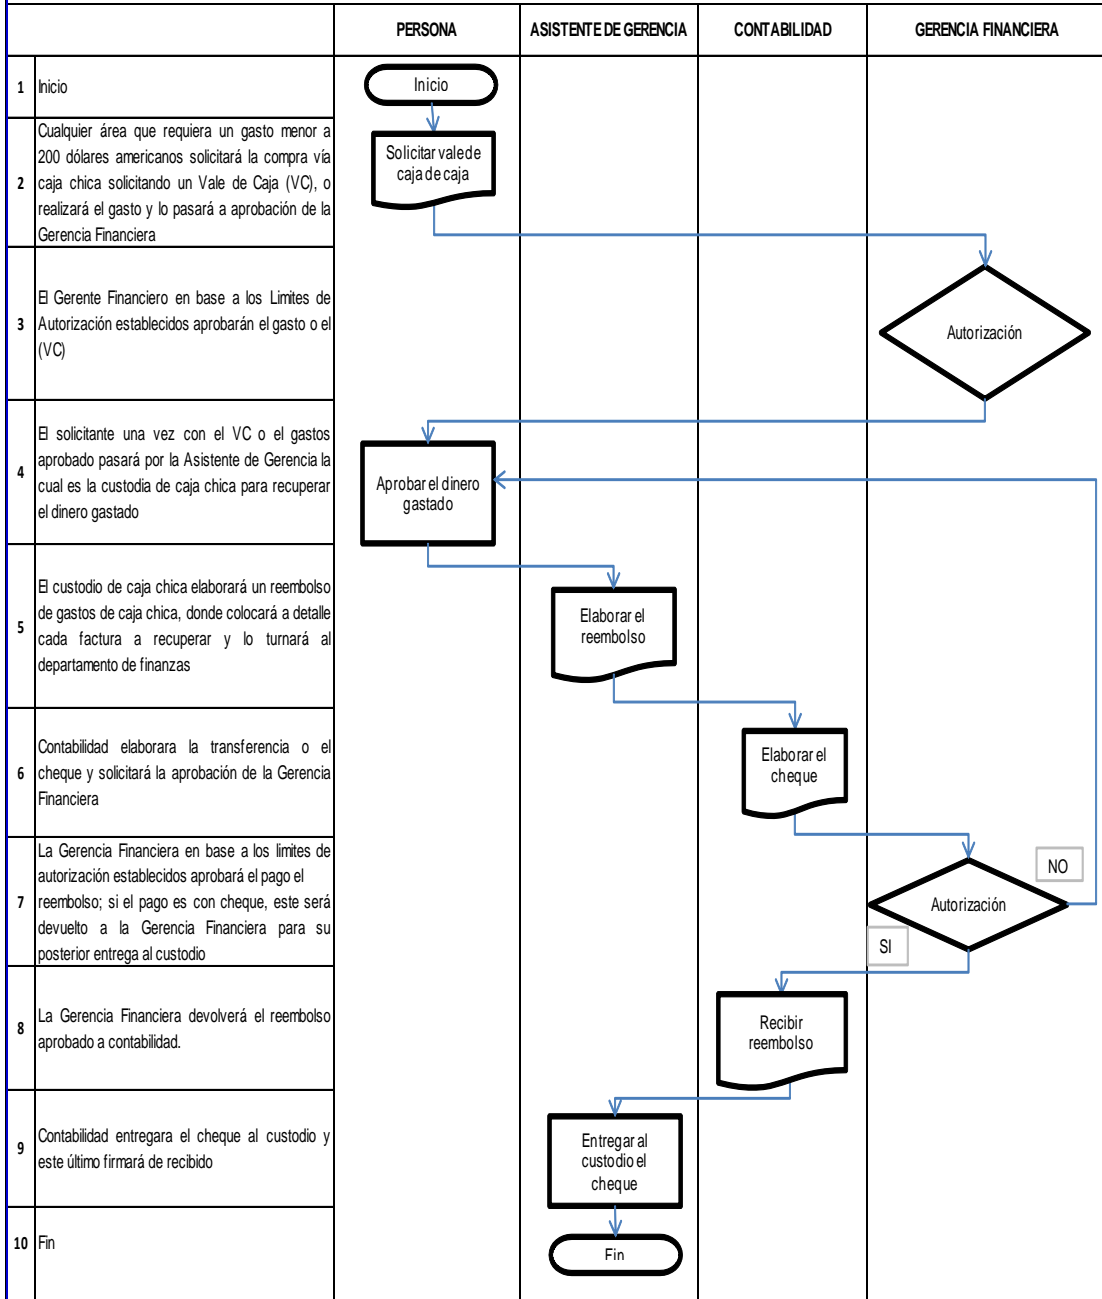 PERSONA
ASISTENTE DE GERENCIA
CONTABILIDAD
GERENCIA FINANCIERA
1
Inicio
Inicio
2
Cualquier área que requiera un gasto menor a
200 dólares americanos solicitará la compra vía
caja chica solicitando un Vale de Caja (VC), o
realizará el gasto y lo pasará a aprobación de la
Gerencia Financiera
Solicitar vale de
caja de caja
3
El Gerente Financiero en base a los Limites de
Autorización establecidos aprobarán el gasto o el
(VC)
Autorización
4
El solicitante una vez con el VC o el gastos
aprobado pasará por la Asistente de Gerencia la
cual es la custodia de caja chica para recuperar
el dinero gastado
Aprobar el dinero
gastado
5
El custodio de caja chica elaborará un reembolso
de gastos de caja chica, donde colocará a detalle
cada factura a recuperar y lo turnará al
departamento de finanzas
Elaborar el
reembolso
6
Contabilidad elaborara la transferencia o el
cheque y solicitará la aprobación de la Gerencia
Financiera
Elaborar el
cheque
7
La Gerencia Financiera en base a los limites de
autorización establecidos aprobará el pago el
reembolso; si el pago es con cheque, este será
devuelto a la Gerencia Financiera para su
posterior entrega al custodio
Autorización
NO
SI
8
La Gerencia Financiera devolverá el reembolso
aprobado a contabilidad.
Recibir
reembolso
9
Contabilidad entregara el cheque al custodio y
este último firmará de recibido
Entregar al
custodio el
cheque
10
Fin
Fin